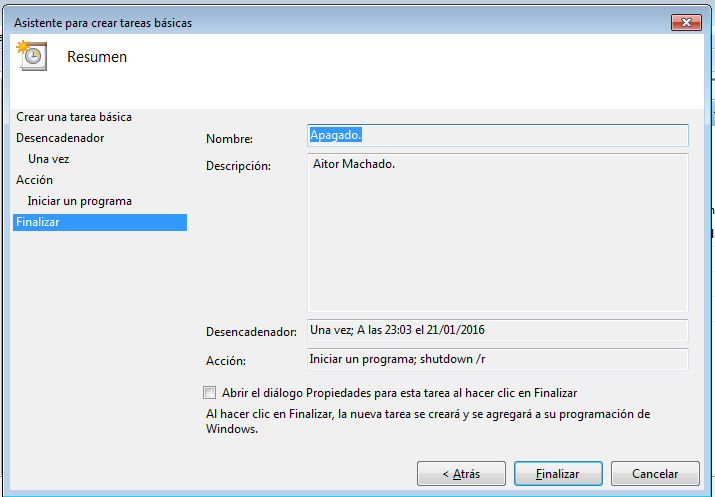 Asistente para crear tareas básicas
Resumen
Crear una tarea básica
Desencadenador
Una vez
Acción
Iniciar un programa
Finalizar
Nombre: Apagado.
Descripción: Aitor Machado.
Desencadenador: Una vez; A las 23:03 el 21/01/2016
Acción: Iniciar un programa; shutdown /r
Abrir el diálogo Propiedades para esta tarea al hacer clic en Finalizar
Al hacer clic en Finalizar, la nueva tarea se creará y se agregará a su programación de
Windows.
< Atrás Finalizar Cancelar